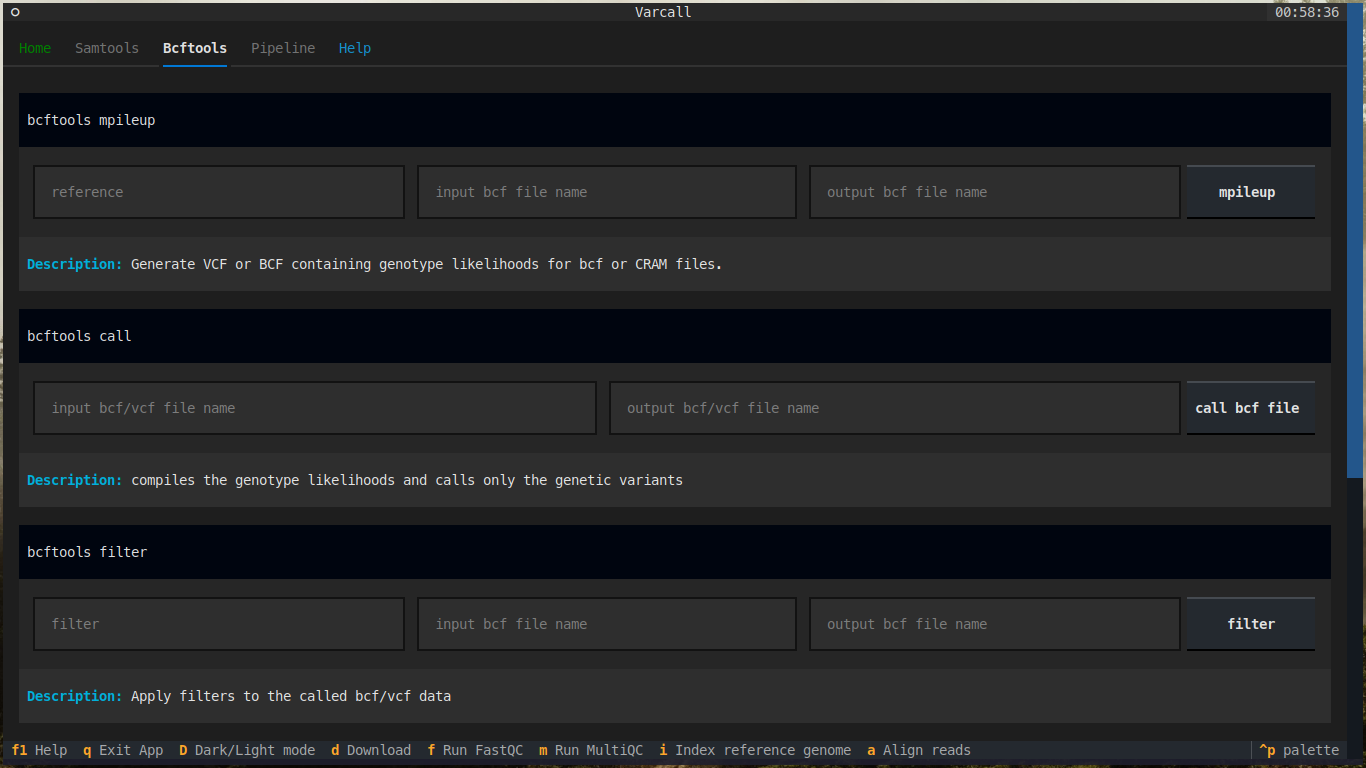 Varcall 00:58:36
Home Samtools Bcftools Pipeline Help
bcftools mpileup
reference input bcf file name output bcf file name mpileup
Description: Generate VCF or BCF containing genotype likelihoods for bcf or CRAM files.
bcftools call
input bcf/vcf file name output bcf/vcf file name call bcf file
Description: compiles the genotype likelihoods and calls only the genetic variants
bcftools filter
filter input bcf file name output bcf file name filter
Description: Apply filters to the called bcf/vcf data
f1 Help q Exit App D Dark/Light mode d Download f Run FastQC m Run MultiQC i Index reference genome a Align reads ^p palette